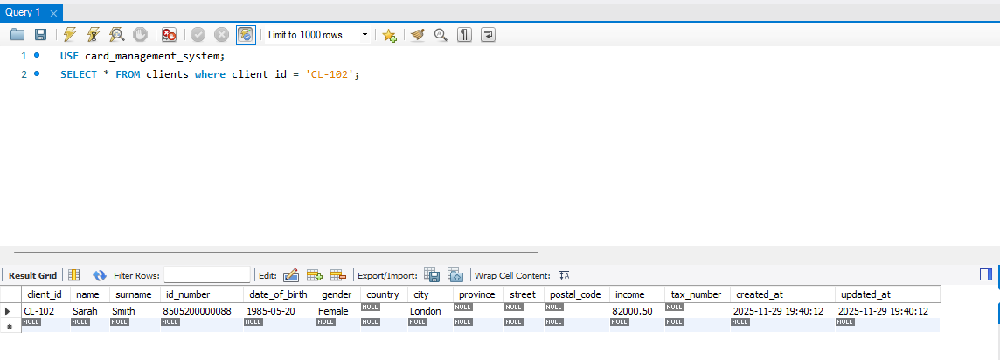 Query 1
Limit to 1000 rows
1 USE card_management_system;
2 SELECT * FROM clients where client_id = 'CL-102';
Result Grid Filter Rows: Edit: Export/Import: Wrap Cell Content:
client_id name surname id_number date_of_birth gender country city province street postal_code income tax_number created_at updated_at
CL-102 Sarah Smith 8505200000088 1985-05-20 Female NULL London NULL NULL NULL 82000.50 NULL 2025-11-29 19:40:12 2025-11-29 19:40:12
NULL NULL NULL NULL NULL NULL NULL NULL NULL NULL NULL NULL NULL NULL NULL